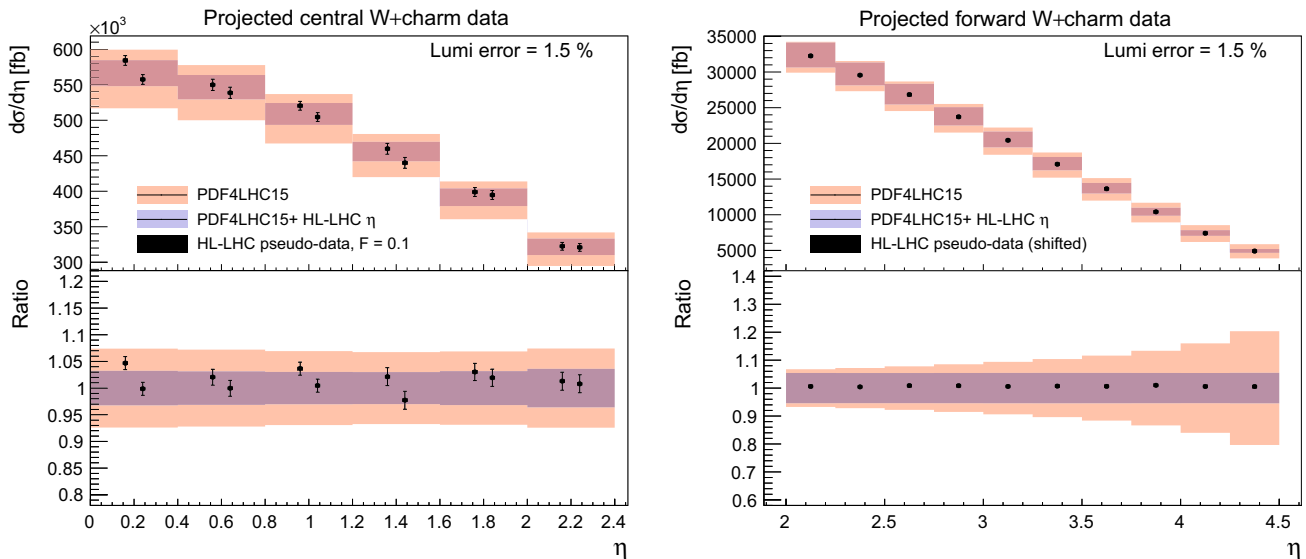 Projected central W+charm data
×10³
dσ/dη [fb]
Lumi error = 1.5 %
600
550
500
450
400
350
300
PDF4LHC15
PDF4LHC15+ HL-LHC η
HL-LHC pseudo-data, F = 0.1
Ratio
1.2
1.15
1.1
1.05
1
0.95
0.9
0.85
0.8
0 0.2 0.4 0.6 0.8 1 1.2 1.4 1.6 1.8 2 2.2 2.4
η
Projected forward W+charm data
dσ/dη [fb]
Lumi error = 1.5 %
35000
30000
25000
20000
15000
10000
5000
PDF4LHC15
PDF4LHC15+ HL-LHC η
HL-LHC pseudo-data (shifted)
Ratio
1.4
1.3
1.2
1.1
1
0.9
0.8
0.7
0.6
2 2.5 3 3.5 4 4.5
η